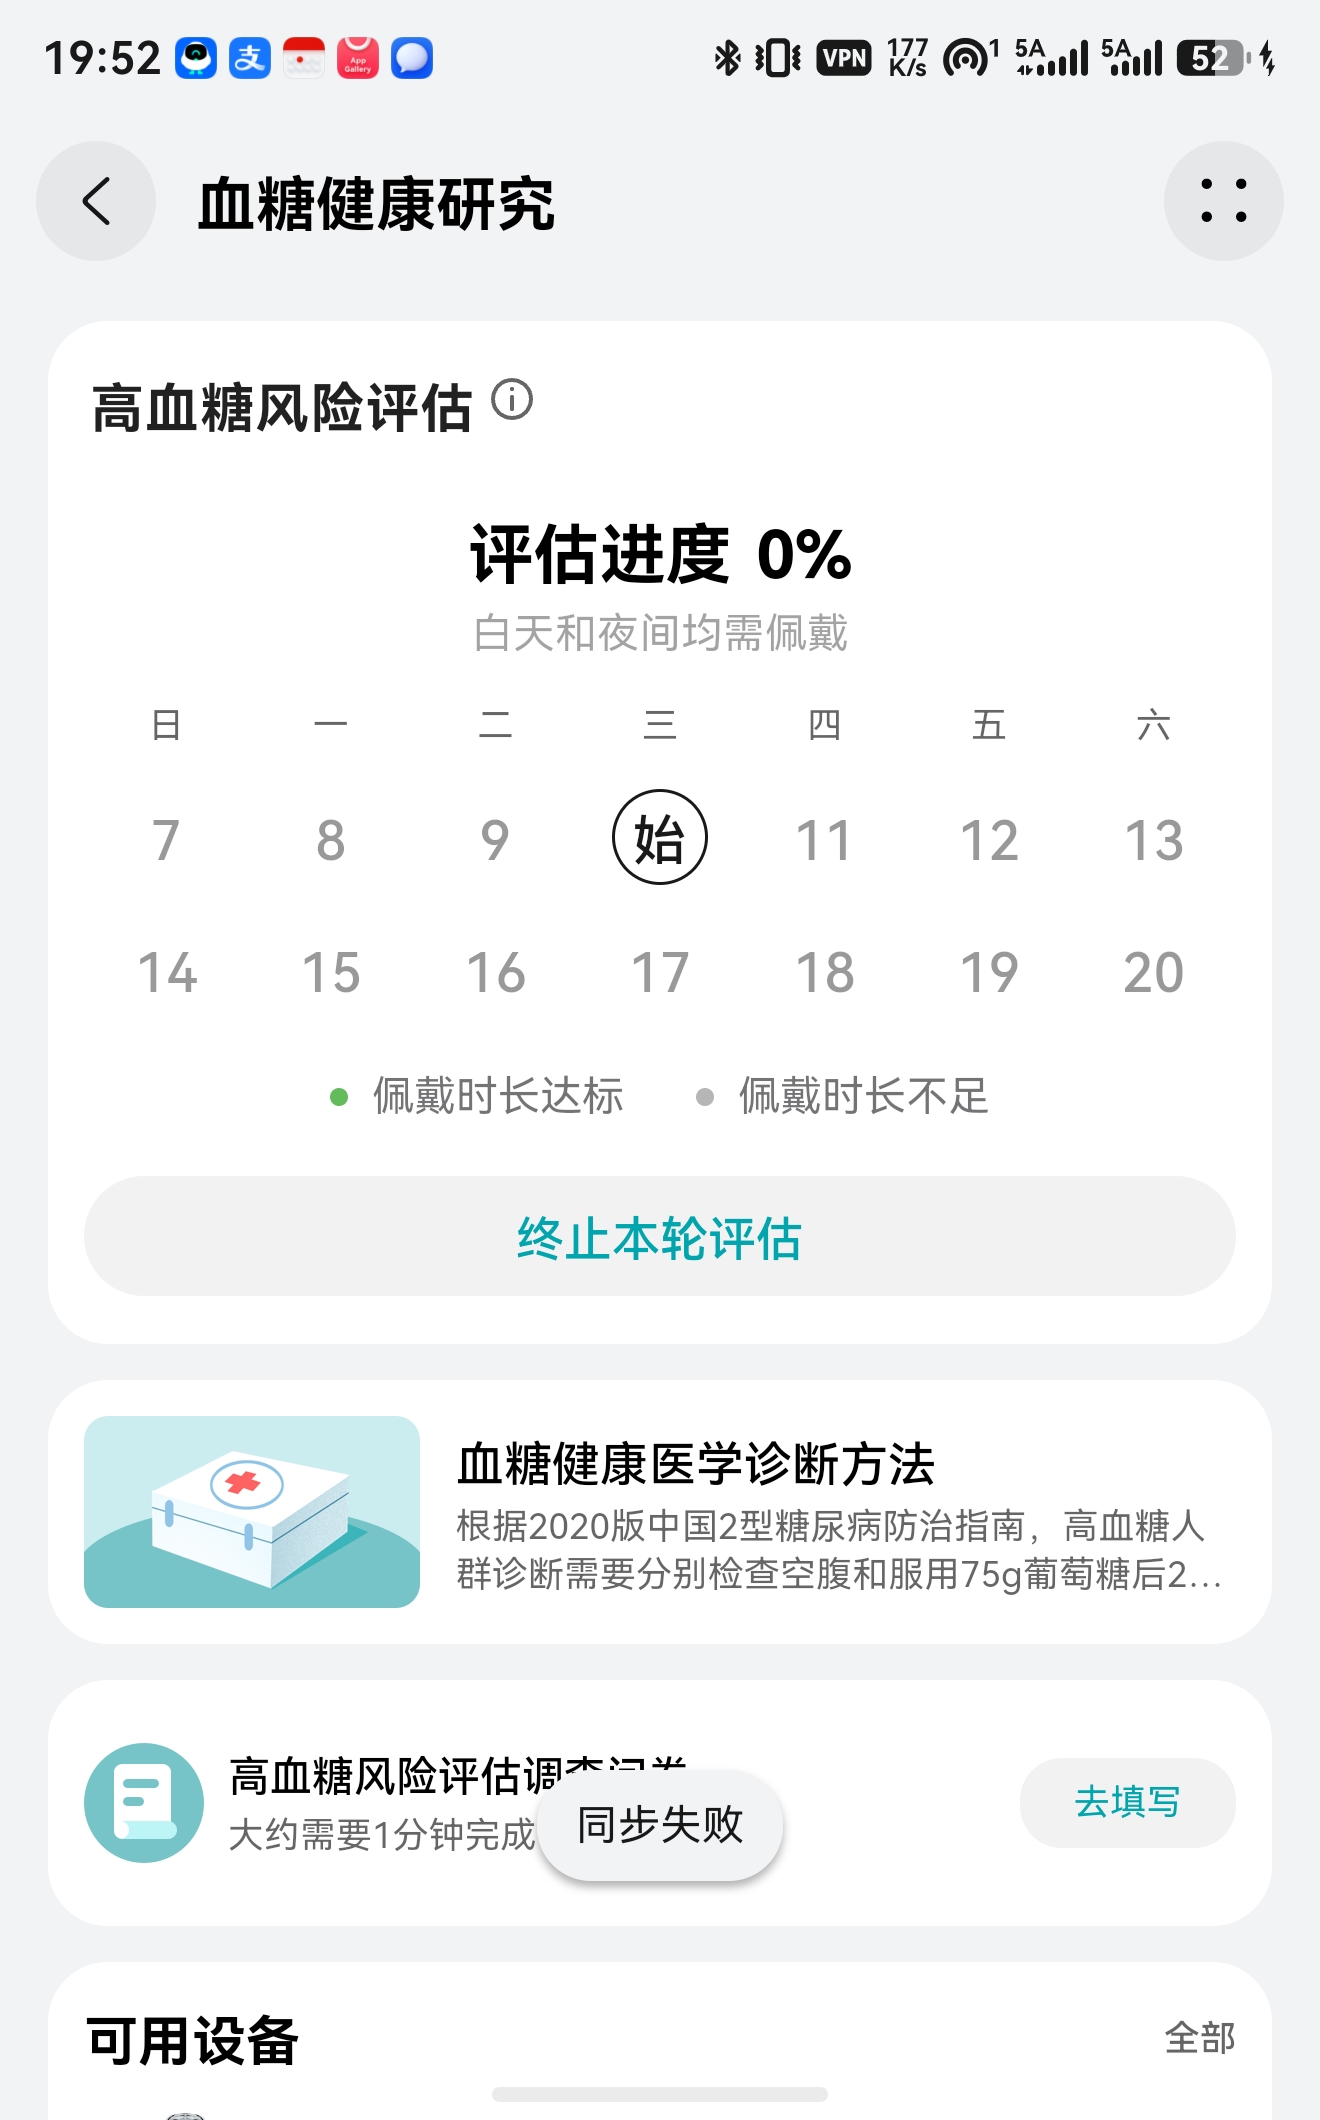 19:52
支
App
Gallery
VPN
177
K/s
1
5A
5A
52
血糖健康研究
高血糖风险评估
评估进度 0%
白天和夜间均需佩戴
日 一 二 三 四 五 六
7 8 9 始 11 12 13
14 15 16 17 18 19 20
佩戴时长达标 佩戴时长不足
终止本轮评估
血糖健康医学诊断方法
根据2020版中国2型糖尿病防治指南，高血糖人
群诊断需要分别检查空腹和服用75g葡萄糖后2...
高血糖风险评估调查问卷
大约需要1分钟完成
去填写
同步失败
可用设备
全部